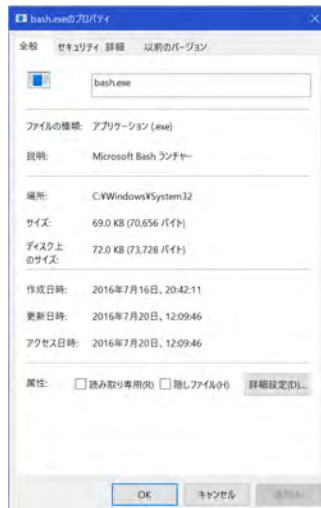 bash.exeのプロパティ
全般 セキュリティ 詳細 以前のバージョン
bash.exe
ファイルの種類: アプリケーション (.exe)
説明: Microsoft Bash ランチャー
場所: C:¥Windows¥System32
サイズ: 69.0 KB (70,656 バイト)
ディスク上
のサイズ: 72.0 KB (73,728 バイト)
作成日時: 2016年7月16日、20:42:11
更新日時: 2016年7月20日、12:09:46
アクセス日時: 2016年7月20日、12:09:46
属性: 読み取り専用(R) 隠しファイル(H) 詳細設定(D)...
OK キャンセル 適用(A)